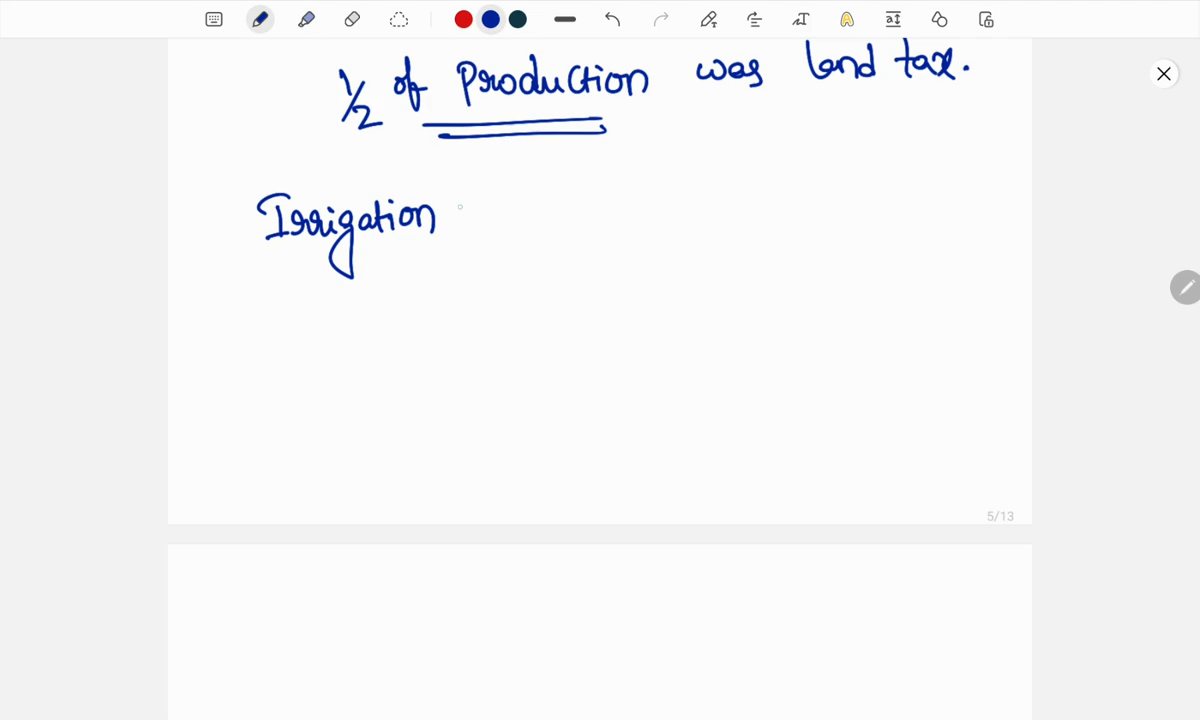 1/2 of Production was land tax.
Irrigation
5/13